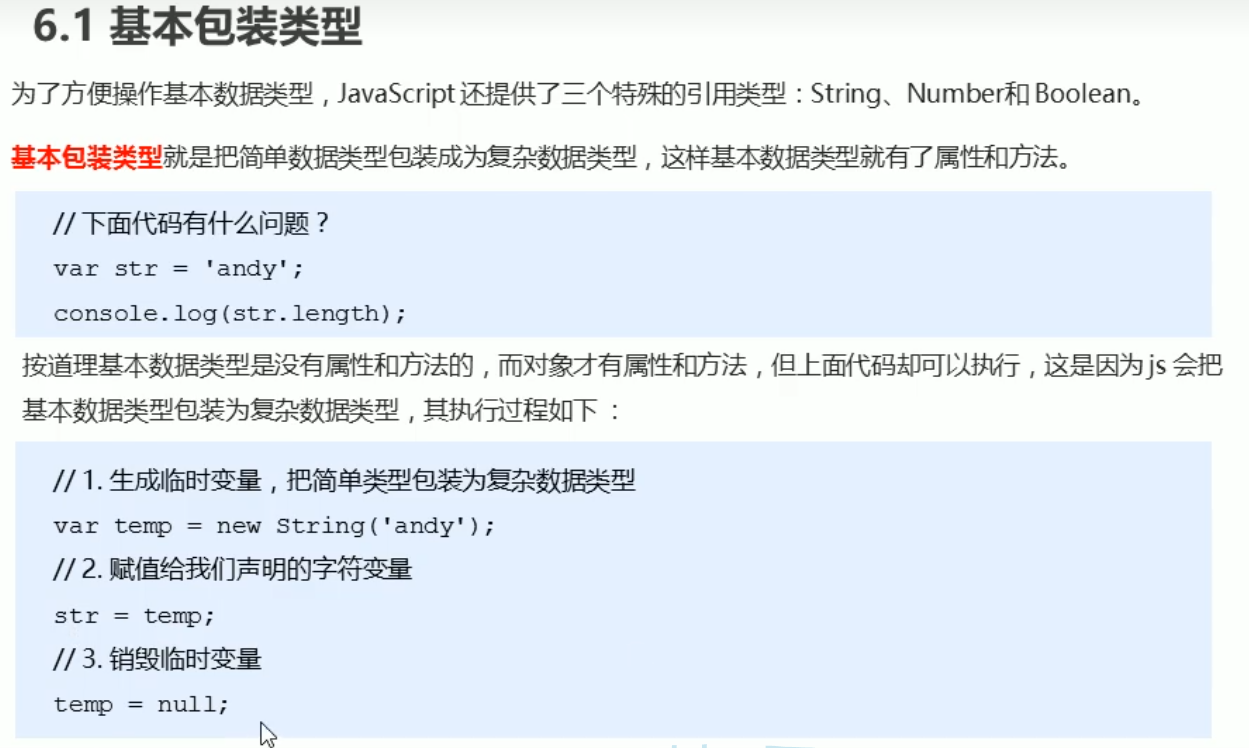 6.1 基本包装类型
为了方便操作基本数据类型，JavaScript 还提供了三个特殊的引用类型：String、Number和 Boolean。
基本包装类型就是把简单数据类型包装成为复杂数据类型，这样基本数据类型就有了属性和方法。
// 下面代码有什么问题？
var str = 'andy';
console.log(str.length);
按道理基本数据类型是没有属性和方法的，而对象才有属性和方法，但上面代码却可以执行，这是因为 js 会把
基本数据类型包装为复杂数据类型，其执行过程如下 ：
// 1. 生成临时变量，把简单类型包装为复杂数据类型
var temp = new String('andy');
// 2. 赋值给我们声明的字符变量
str = temp;
// 3. 销毁临时变量
temp = null;